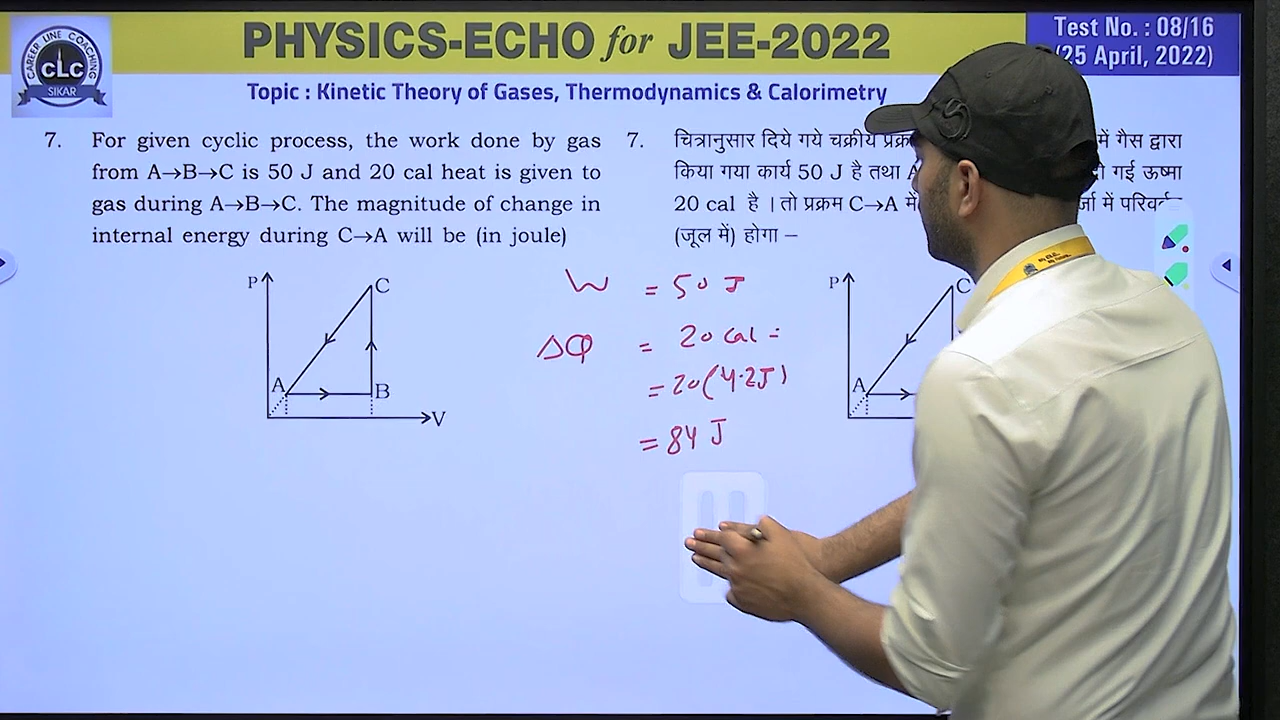 PHYSICS-ECHO for JEE-2022
Test No. : 08/16
(25 April, 2022)
CAREER LINE COACHING
CLC
SIKAR
Topic : Kinetic Theory of Gases, Thermodynamics & Calorimetry
7. For given cyclic process, the work done by gas
from A→B→C is 50 J and 20 cal heat is given to
gas during A→B→C. The magnitude of change in
internal energy during C→A will be (in joule)
P
C
A
B
V
W = 50 J
ΔQ = 20 cal =
= 20(4.2J)
= 84 J
7. चित्रानुसार दिये गये चक्रीय में गैस द्वारा
किया गया कार्य 50 J है तथा गई ऊष्मा
20 cal है । तो प्रक्रम C→A में
(जूल में) होगा –
P
C
A